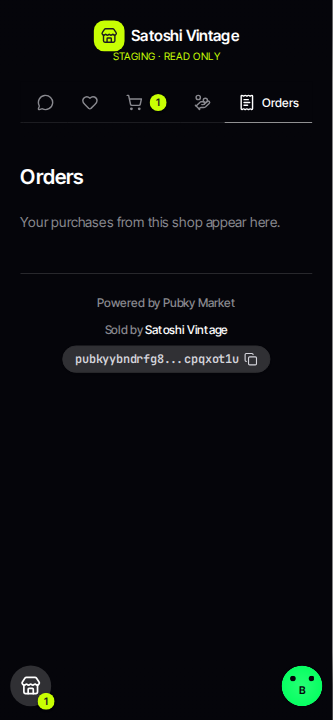 Satoshi Vintage
STAGING · READ ONLY
1
Orders
Orders
Your purchases from this shop appear here.
Powered by Pubky Market
Sold by Satoshi Vintage
pubkyybndrfg8...cpqxot1u
1
B